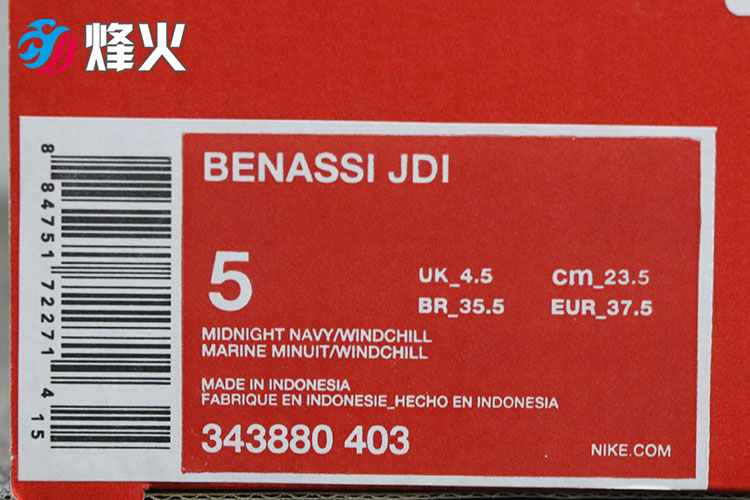 烽火
BENASSI JDI
5
UK_4.5 cm_23.5
BR_35.5 EUR_37.5
MIDNIGHT NAVY/WINDCHILL
MARINE MINUIT/WINDCHILL
MADE IN INDONESIA
FABRIQUE EN INDONESIE_HECHO EN INDONESIA
343880 403
NIKE.COM
8 84751 72271 4 15